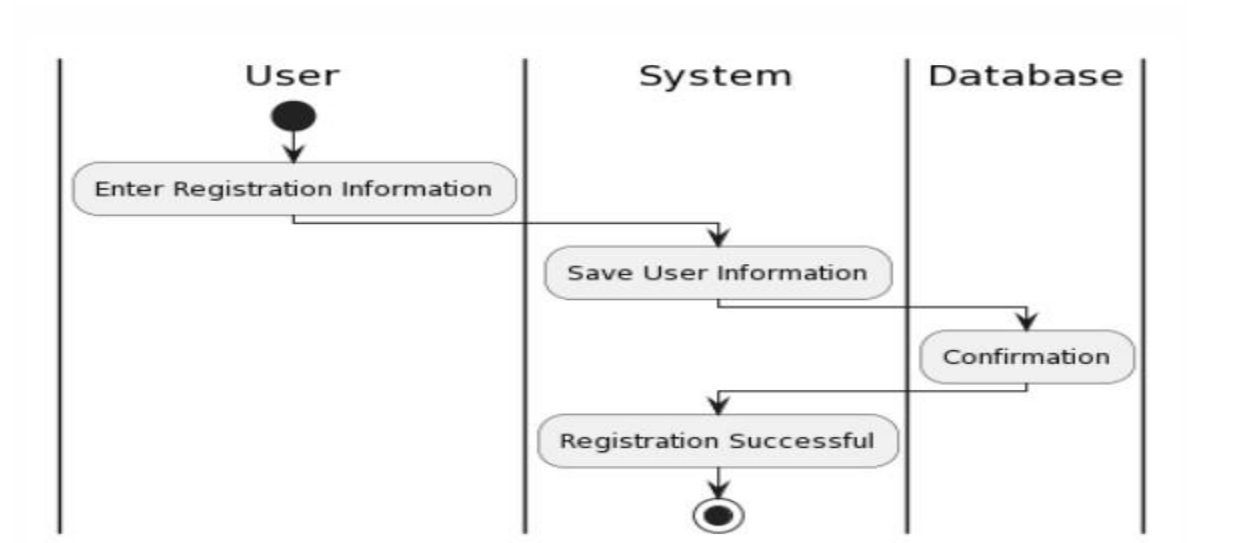 User
System
Database
Enter Registration Information
Save User Information
Confirmation
Registration Successful